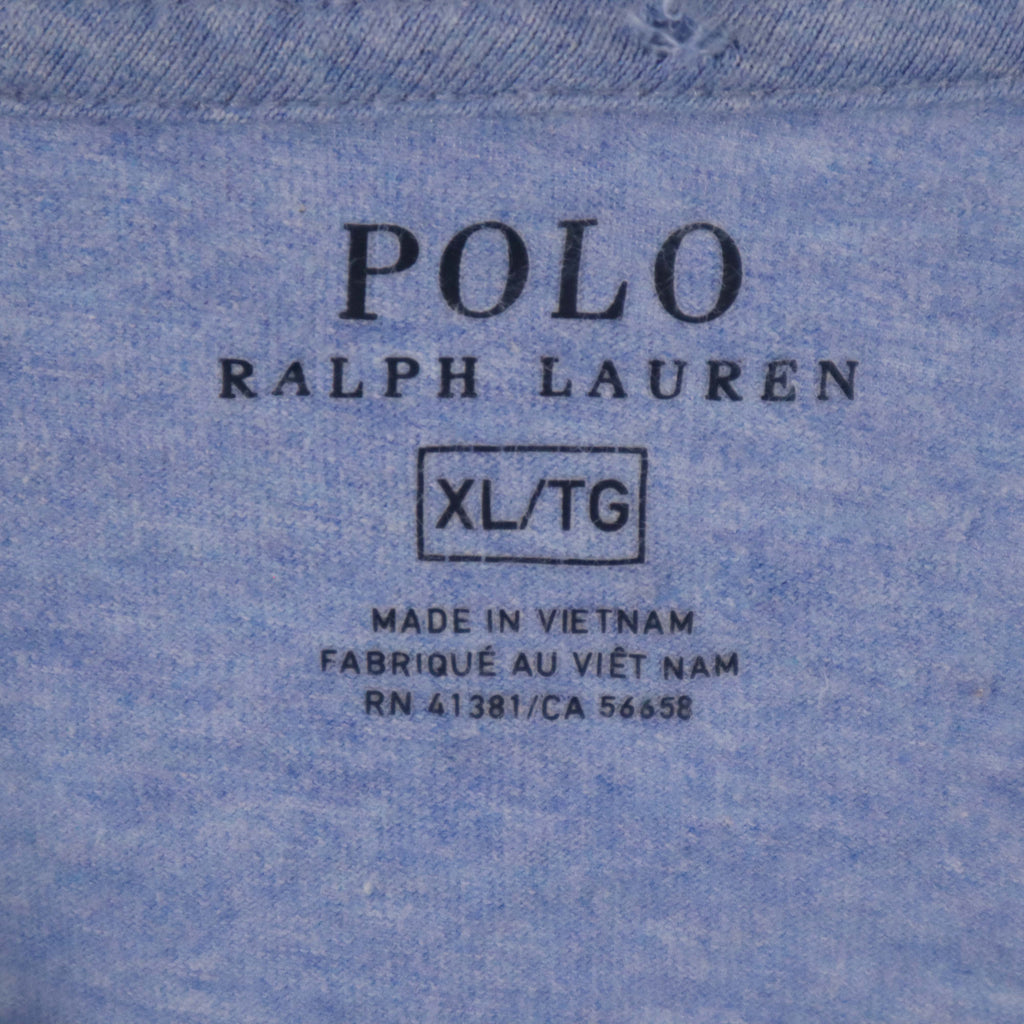 POLO
RALPH LAUREN
XL/TG
MADE IN VIETNAM
FABRIQUÉ AU VIÊT NAM
RN 41381/CA 56658